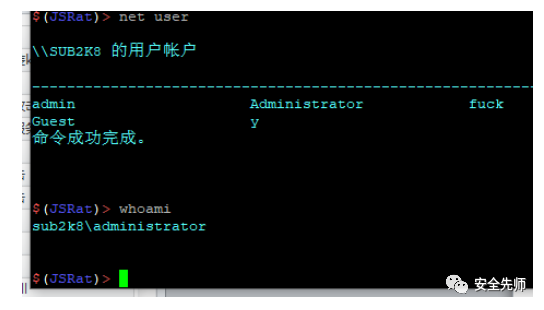 $(JSRat)> net user
\\SUB2K8 的用户帐户
-------------------------------------------------------------
admin Administrator fuck
Guest y
命令成功完成。
$(JSRat)> whoami
sub2k8\administrator
$(JSRat)>
安全先师